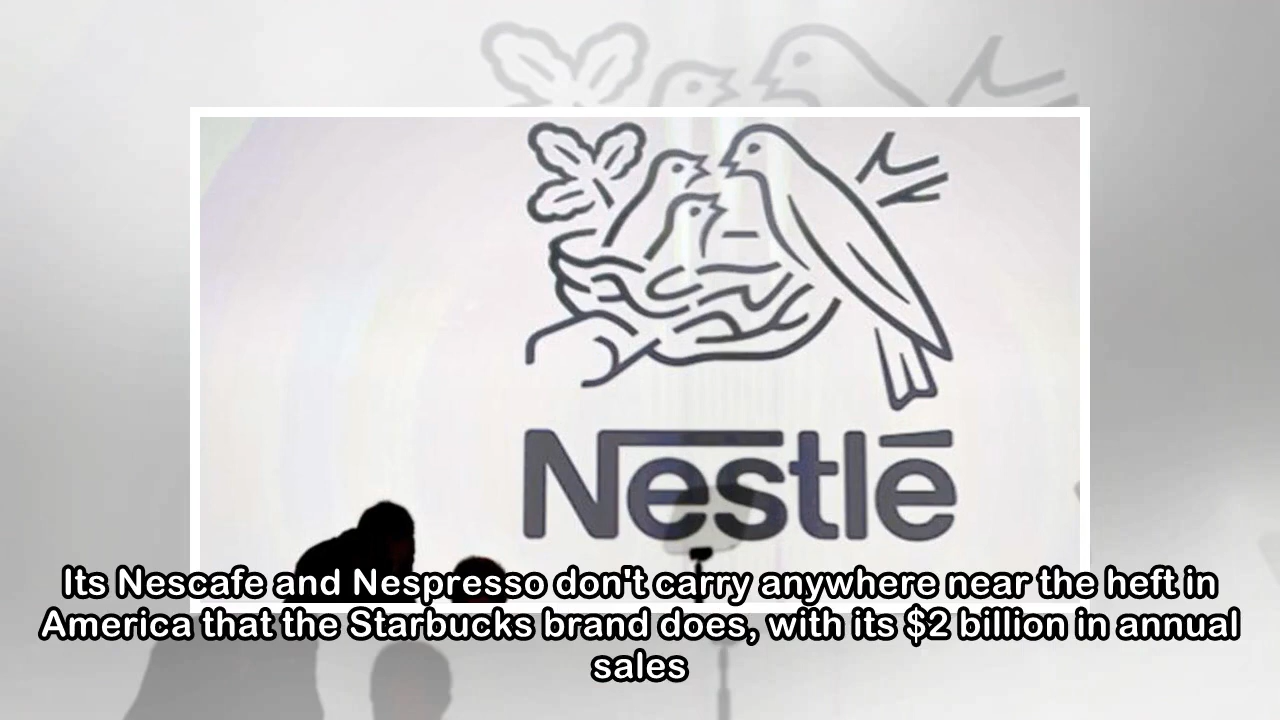 Nestlé
Its Nescafe and Nespresso don't carry anywhere near the heft in
America that the Starbucks brand does, with its $2 billion in annual
sales